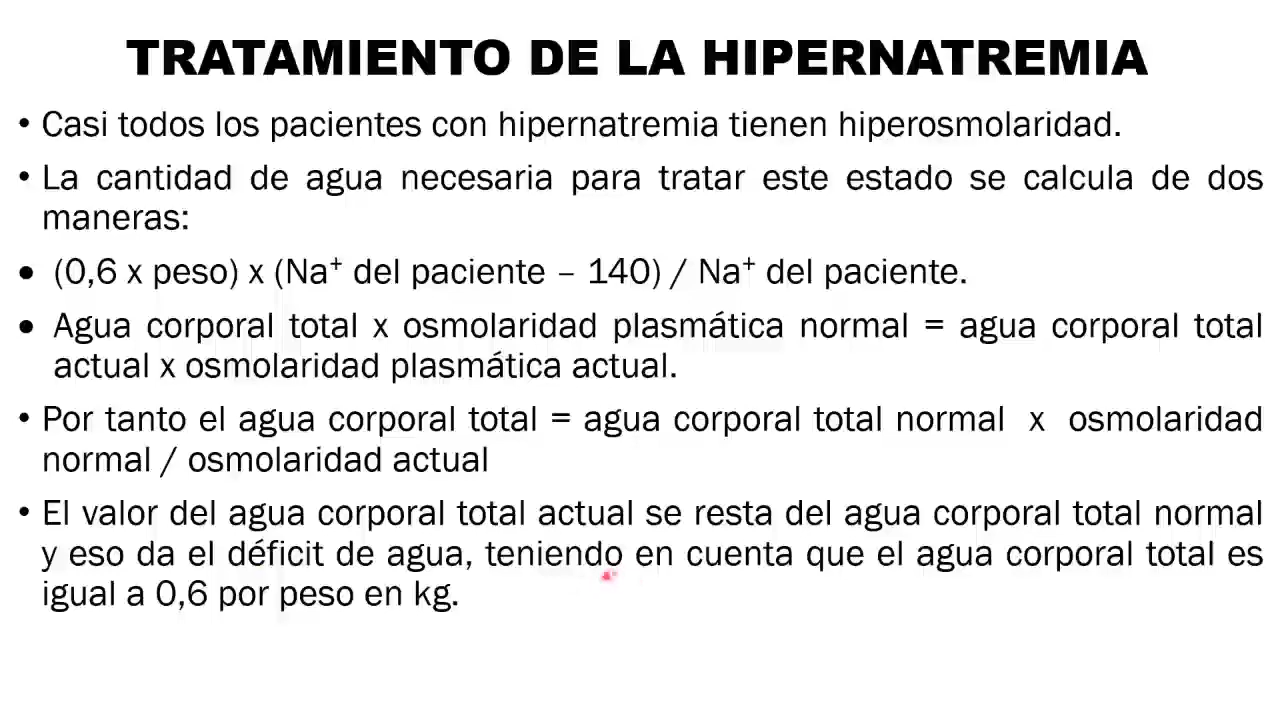 TRATAMIENTO DE LA HIPERNATREMIA
• Casi todos los pacientes con hipernatremia tienen hiperosmolaridad.
• La cantidad de agua necesaria para tratar este estado se calcula de dos
maneras:
• (0,6 x peso) x (Na⁺ del paciente – 140) / Na⁺ del paciente.
• Agua corporal total x osmolaridad plasmática normal = agua corporal total
actual x osmolaridad plasmática actual.
• Por tanto el agua corporal total = agua corporal total normal x osmolaridad
normal / osmolaridad actual
• El valor del agua corporal total actual se resta del agua corporal total normal
y eso da el déficit de agua, teniendo en cuenta que el agua corporal total es
igual a 0,6 por peso en kg.